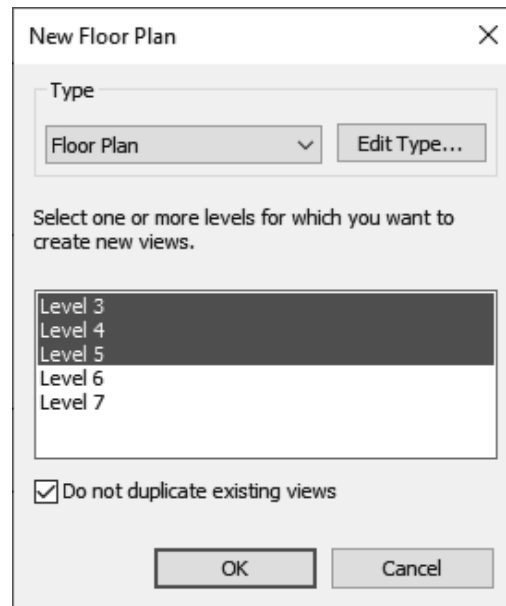 New Floor Plan
Type
Floor Plan
Edit Type...
Select one or more levels for which you want to
create new views.
Level 3
Level 4
Level 5
Level 6
Level 7
Do not duplicate existing views
OK
Cancel